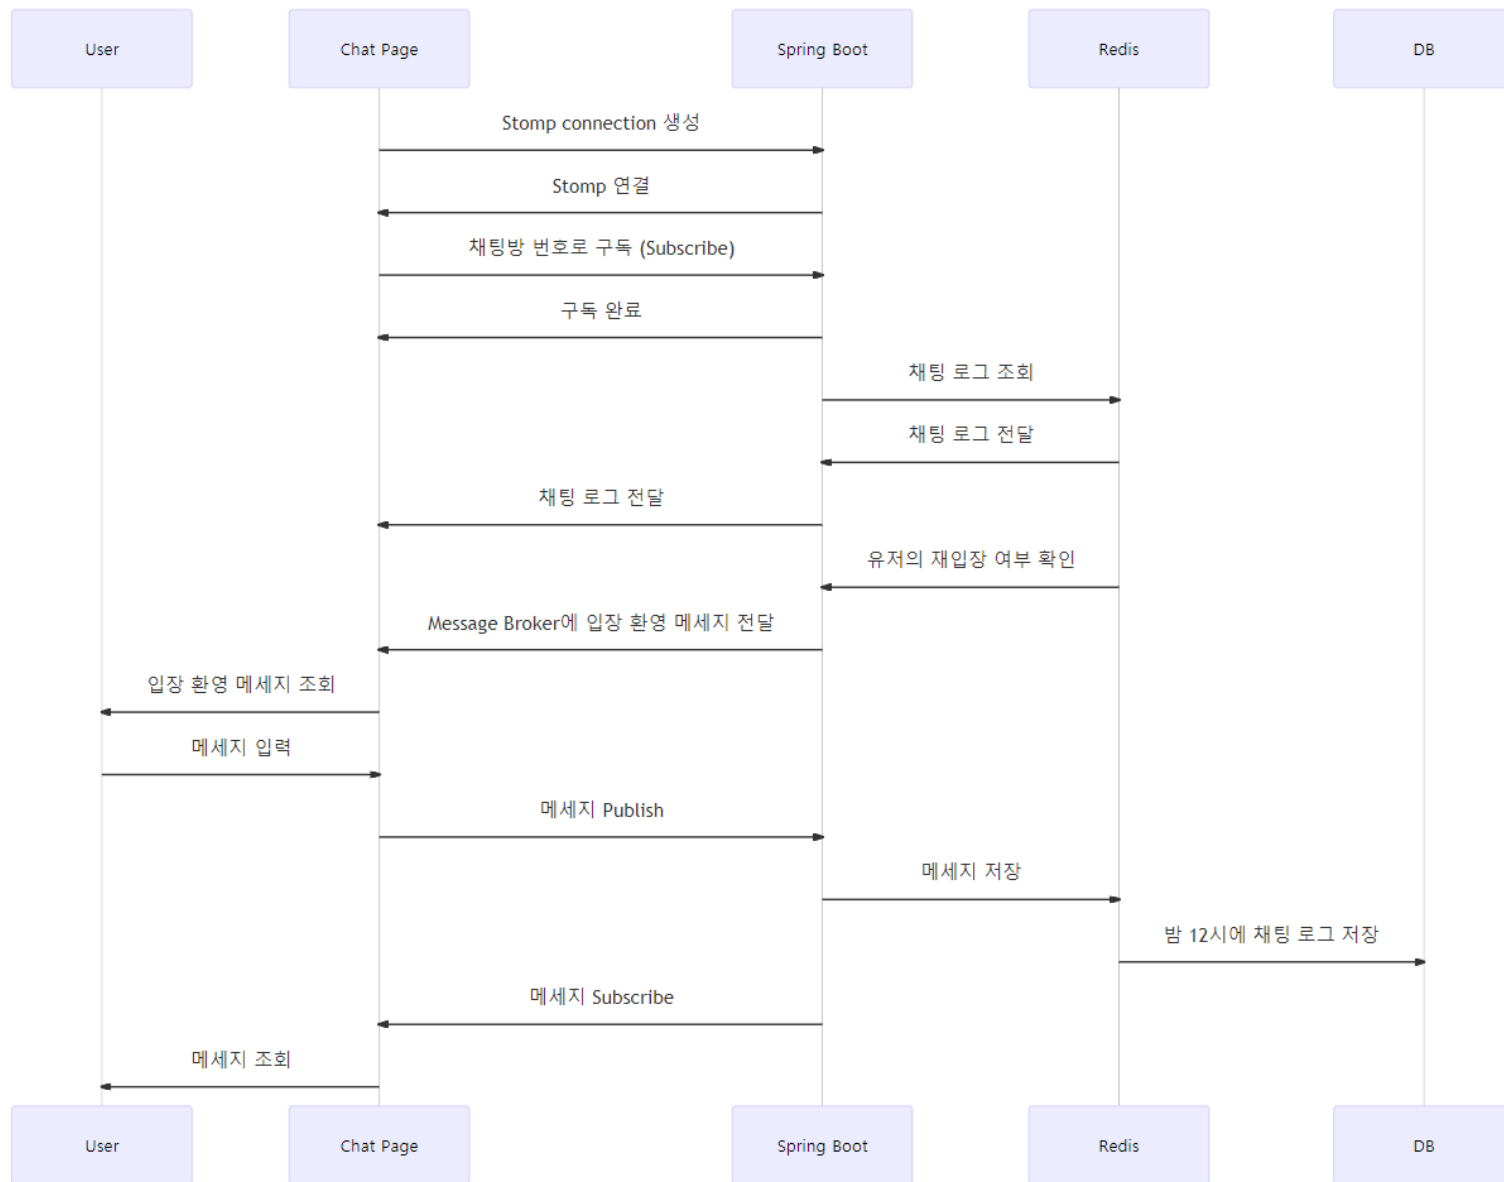 User
Chat Page
Spring Boot
Redis
DB
Stomp connection 생성
Stomp 연결
채팅방 번호로 구독 (Subscribe)
구독 완료
채팅 로그 조회
채팅 로그 전달
채팅 로그 전달
유저의 재입장 여부 확인
Message Broker에 입장 환영 메세지 전달
입장 환영 메세지 조회
메세지 입력
메세지 Publish
메세지 저장
밤 12시에 채팅 로그 저장
메세지 Subscribe
메세지 조회
User
Chat Page
Spring Boot
Redis
DB